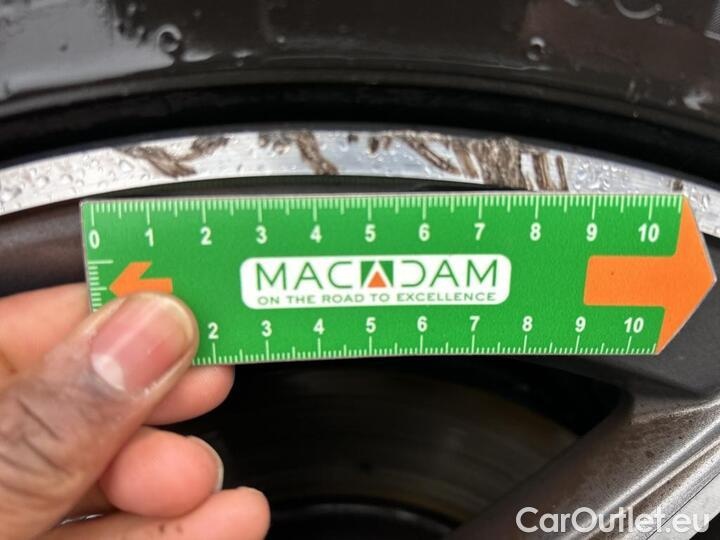 0 1 2 3 4 5 6 7 8 9 10
MACADAM
ON THE ROAD TO EXCELLENCE
2 3 4 5 6 7 8 9 10
CarOutlet.eu